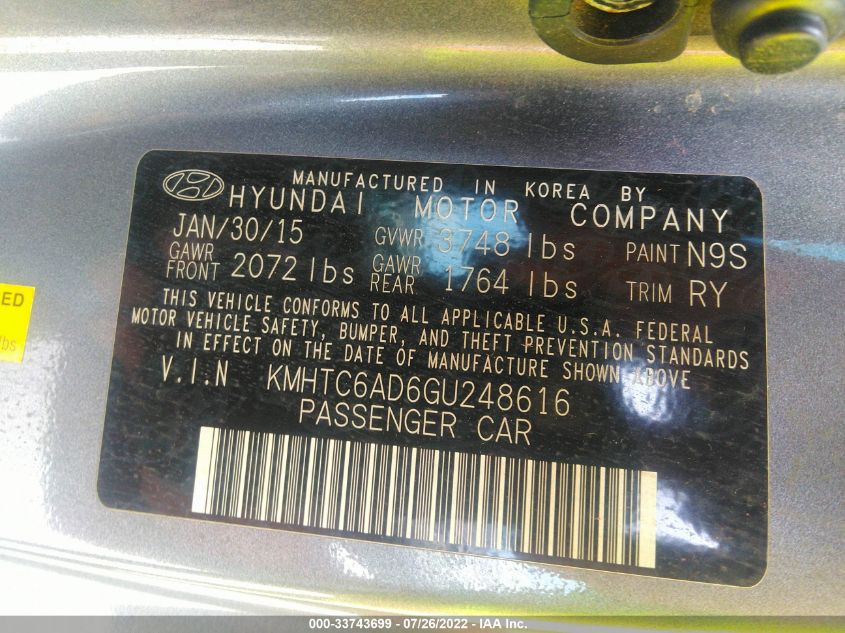 MANUFACTURED IN KOREA BY
HYUNDAI MOTOR COMPANY
JAN/30/15 GVWR 3748 lbs PAINT N9S
GAWR FRONT 2072 lbs GAWR REAR 1764 lbs TRIM RY
THIS VEHICLE CONFORMS TO ALL APPLICABLE U.S.A. FEDERAL
MOTOR VEHICLE SAFETY, BUMPER, AND THEFT PREVENTION STANDARDS
IN EFFECT ON THE DATE OF MANUFACTURE SHOWN ABOVE
V.I.N KMHTC6AD6GU248616
PASSENGER CAR
ED
lbs
000-33743699 - 07/26/2022 - IAA Inc.